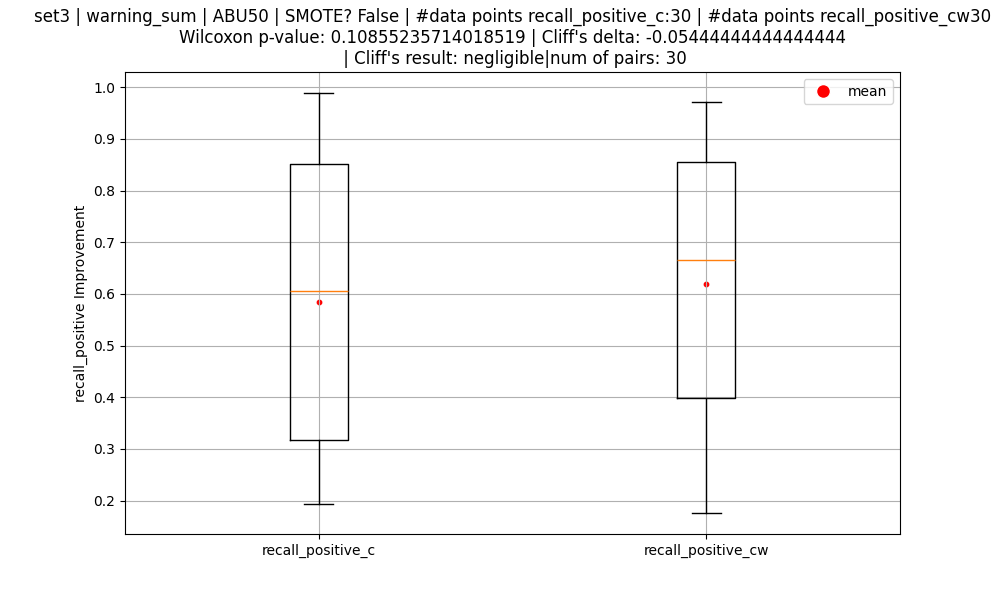 set3 | warning_sum | ABU50 | SMOTE? False | #data points recall_positive_c:30 | #data points recall_positive_cw30
Wilcoxon p-value: 0.10855235714018519 | Cliff's delta: -0.05444444444444444
| Cliff's result: negligible|num of pairs: 30
mean
1.0
0.9
0.8
0.7
0.6
0.5
0.4
0.3
0.2
recall_positive Improvement
recall_positive_c
recall_positive_cw